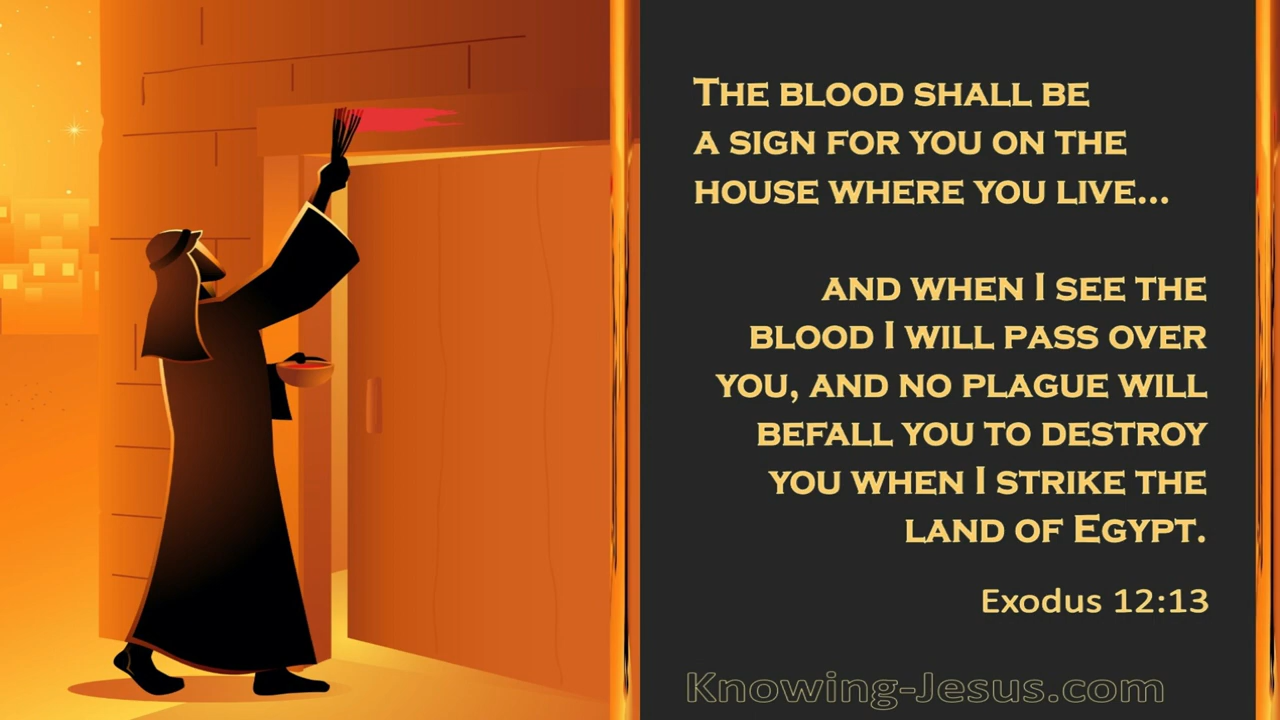 The blood shall be
a sign for you on the
house where you live...
and when I see the
blood I will pass over
you, and no plague will
befall you to destroy
you when I strike the
land of Egypt.
Exodus 12:13
Knowing-Jesus.com